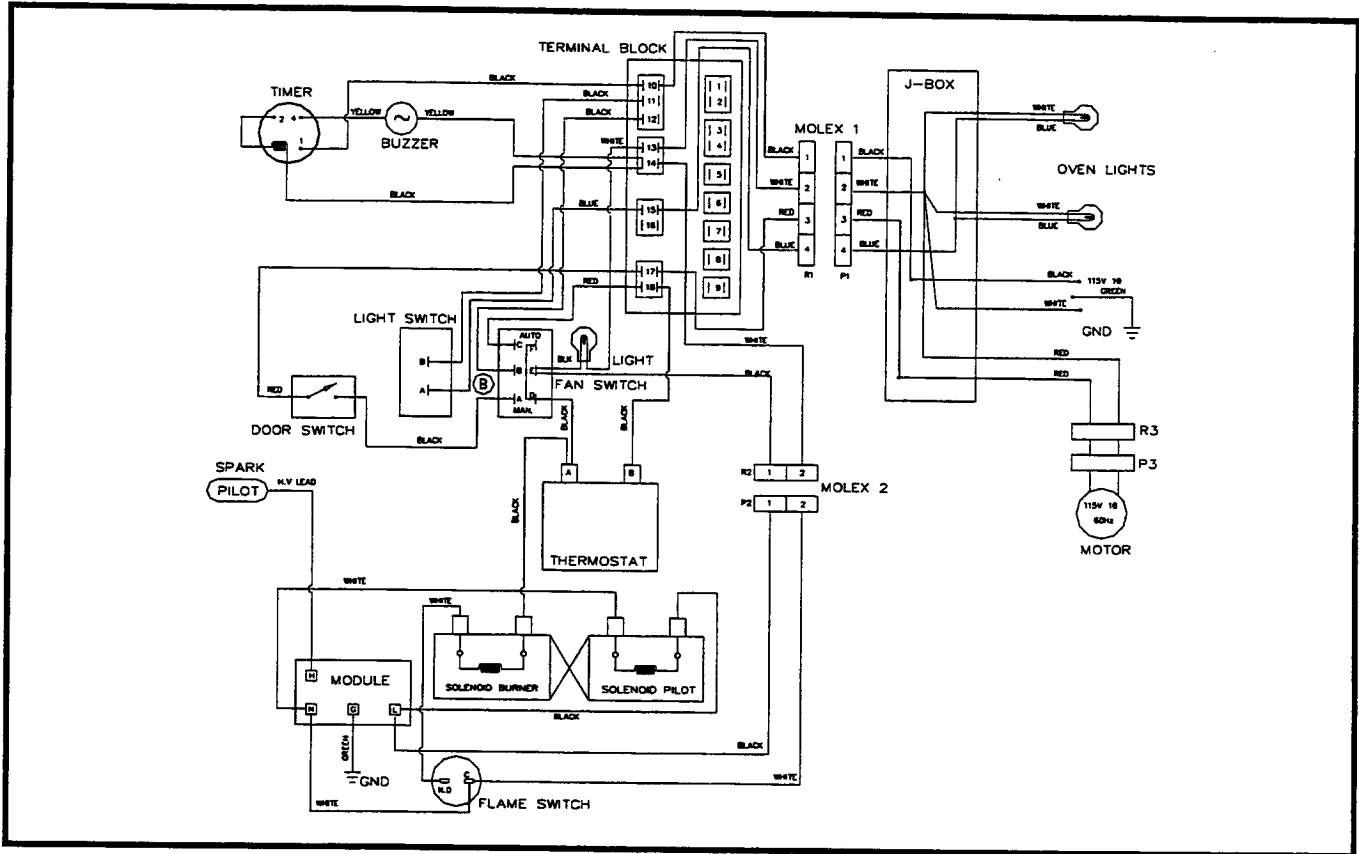 TERMINAL BLOCK
J-BOX
TIMER
BLACK
BLACK
BLACK
10
11
12
1
2
2 4
1
YELLOW
YELLOW
BUZZER
WHITE
13
14
3
4
MOLEX 1
WHITE
BLUE
BLACK
1
1
BLACK
OVEN LIGHTS
5
WHITE
2
2
WHITE
BLACK
BLUE
15
16
6
RED
3
3
RED
WHITE
BLUE
7
BLUE
4
4
BLUE
R1
P1
17
18
8
9
RED
BLACK
115V 10
GREEN
WHITE
GND
LIGHT SWITCH
B
A
AUTO
C
B
E
A
D
MAN.
B
BLK
LIGHT
FAN SWITCH
WHITE
BLACK
RED
RED
RED
DOOR SWITCH
BLACK
BLACK
BLACK
R3
P3
115V 10
60Hz
MOTOR
SPARK
PILOT
H.V LEAD
A
B
THERMOSTAT
BLACK
R2
1
2
P2
1
2
MOLEX 2
WHITE
WHITE
SOLENOID BURNER
SOLENOID PILOT
H
MODULE
N
G
L
BLACK
BLACK
GREEN
GND
WHITE
N.O
C
FLAME SWITCH
WHITE